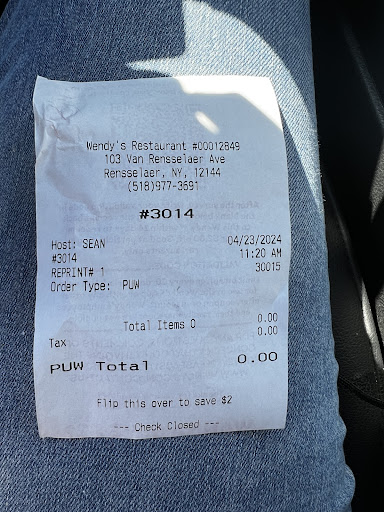 Wendy's Restaurant #00012849
103 Van Rensselaer Ave
Rensselaer, NY, 12144
(518)977-3691
#3014
Host: SEAN 04/23/2024
#3014 11:20 AM
REPRINT# 1 30015
Order Type: PUW
Total Items 0 0.00
Tax 0.00
PUW Total 0.00
Flip this over to save $2
--- Check Closed ---